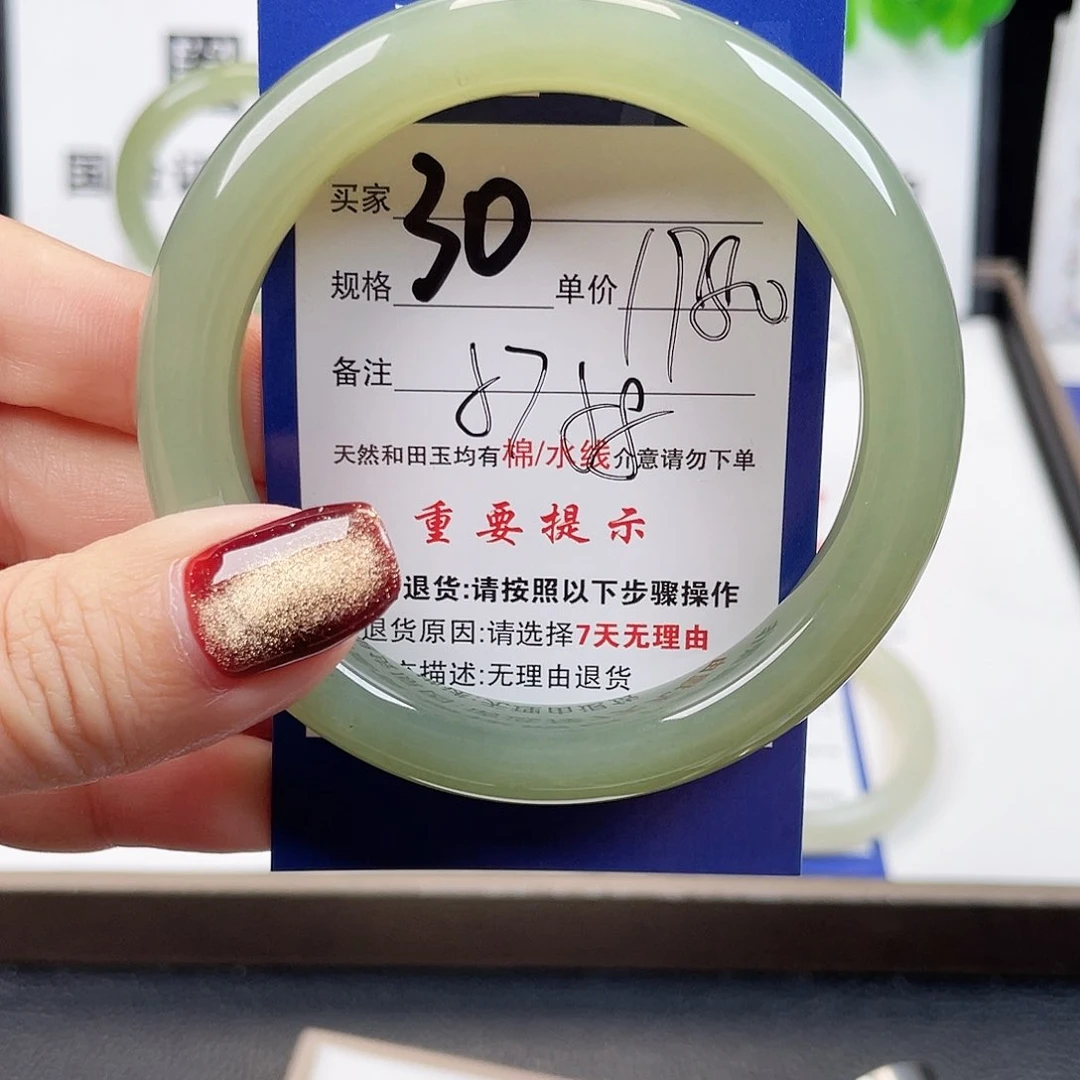 国
买家 30
规格 单价 1780
备注 57
天然和田玉均有棉/水线介意请勿下单
重要提示
退货:请按照以下步骤操作
退货原因:请选择7天无理由
描述:无理由退货